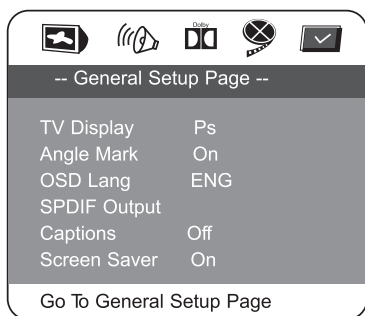 Dolby
-- General Setup Page --
TV Display Ps
Angle Mark On
OSD Lang ENG
SPDIF Output
Captions Off
Screen Saver On
Go To General Setup Page